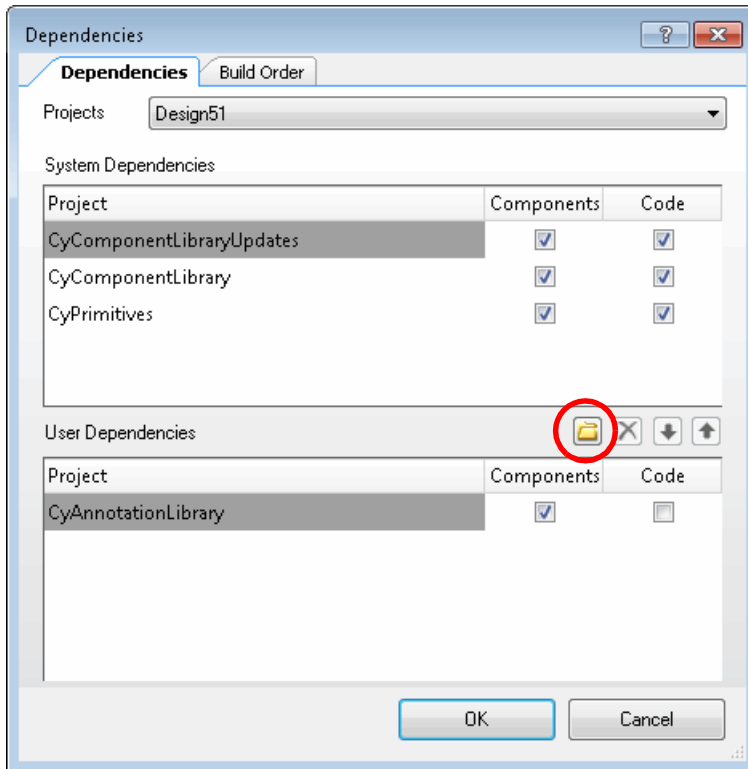 Dependencies
Dependencies Build Order
Projects Design51
System Dependencies
Project Components Code
CyComponentLibraryUpdates
CyComponentLibrary
CyPrimitives
User Dependencies
Project Components Code
CyAnnotationLibrary
OK Cancel